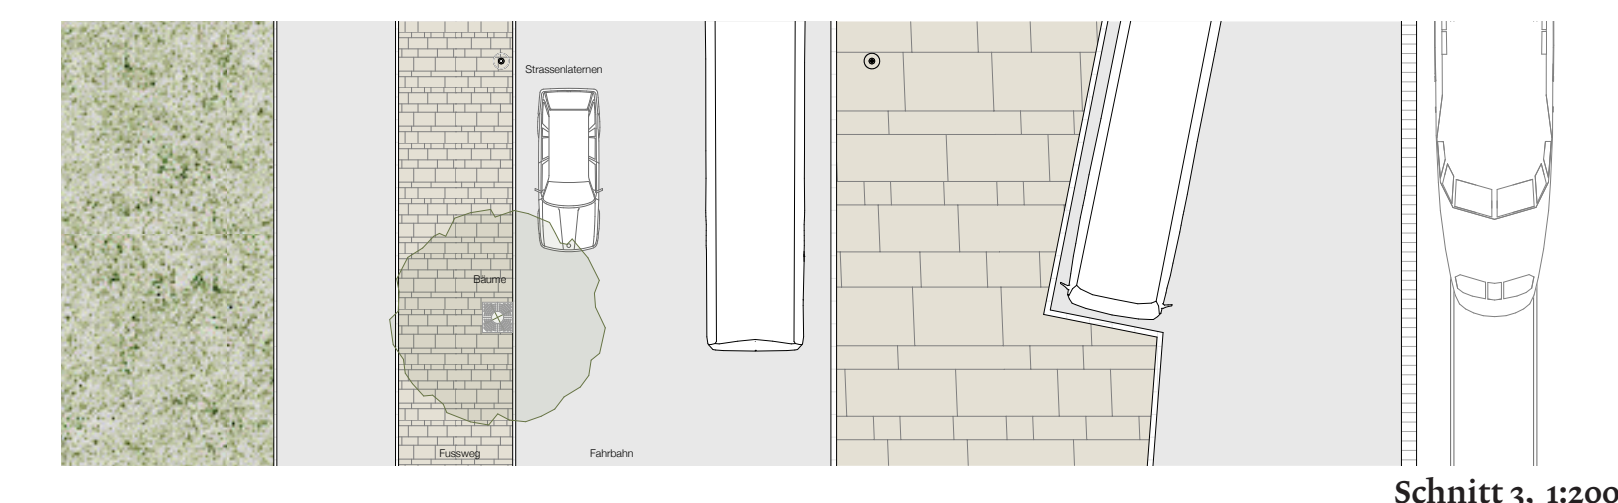 Strassenlaternen
Bäume
Fussweg
Fahrbahn
Schnitt 3, 1:200